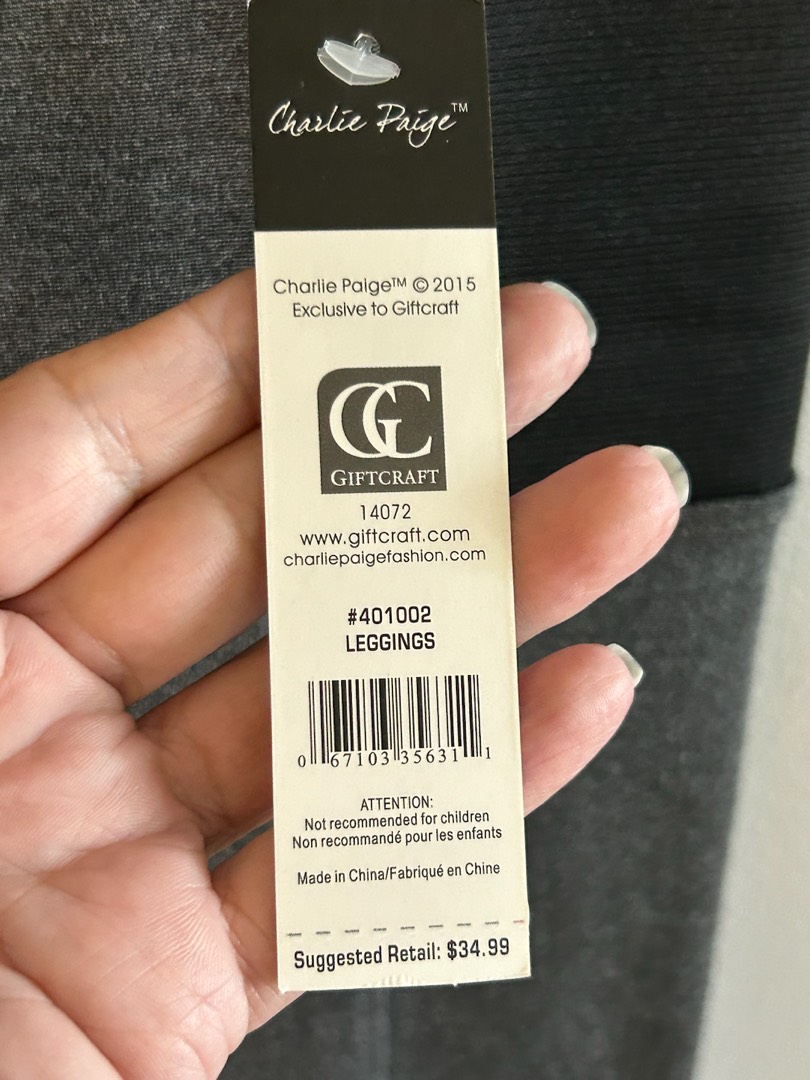 Charlie Paige™
Charlie Paige™ © 2015
Exclusive to Giftcraft
GC
GIFTCRAFT
14072
www.giftcraft.com
charliepaigefashion.com
#401002
LEGGINGS
0 67103 35631 1
ATTENTION:
Not recommended for children
Non recommandé pour les enfants
Made in China/Fabriqué en Chine
Suggested Retail: $34.99